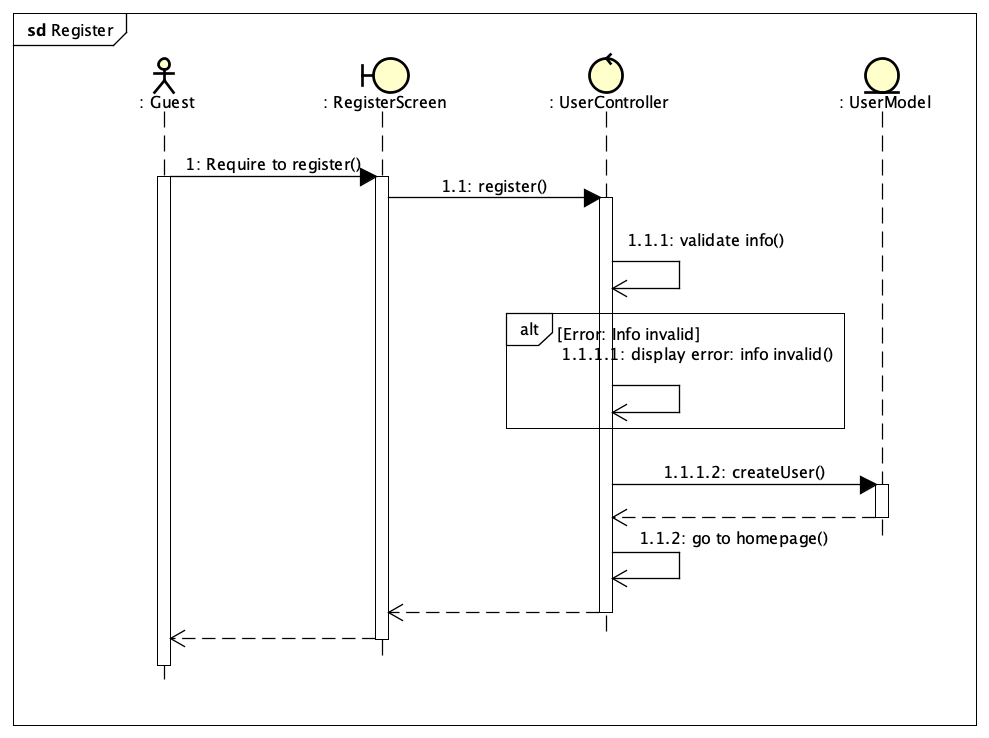 sd Register
: Guest
: RegisterScreen
: UserController
: UserModel
1: Require to register()
1.1: register()
1.1.1: validate info()
alt
[Error: Info invalid]
1.1.1.1: display error: info invalid()
1.1.1.2: createUser()
1.1.2: go to homepage()